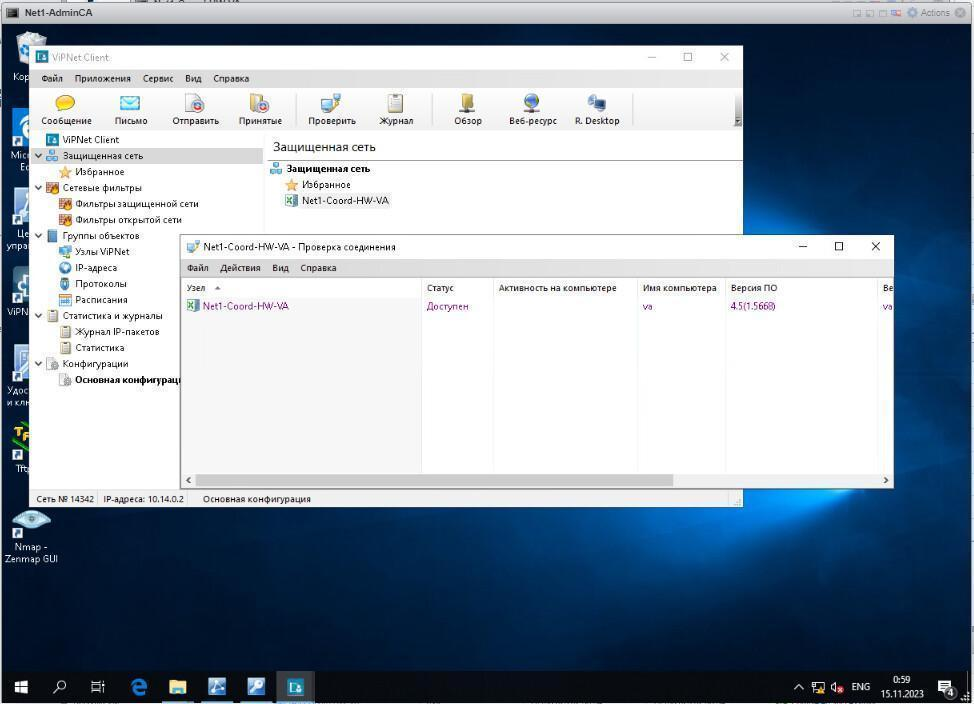 Net1-AdminCA
Actions
ViPNet Client
Файл Приложения Сервис Вид Справка
Сообщение Письмо Отправить Принятые Проверить Журнал Обзор Веб-ресурс R. Desktop
ViPNet Client
Защищенная сеть
Избранное
Сетевые фильтры
Фильтры защищенной сети
Фильтры открытой сети
Группы объектов
Узлы ViPNet
IP-адреса
Протоколы
Расписания
Статистика и журналы
Журнал IP-пакетов
Статистика
Конфигурации
Основная конфигурац
Защищенная сеть
Защищенная сеть
Избранное
Net1-Coord-HW-VA
Net1-Coord-HW-VA - Проверка соединения
Файл Действия Вид Справка
Узел Статус Активность на компьютере Имя компьютера Версия ПО Ве
Net1-Coord-HW-VA Доступен va 4.5(1.5668) va
Сеть № 14342 IP-адреса: 10.14.0.2 Основная конфигурация
Кор
Mic
Ec
Це
упра
ViPN
Удос
и кл
Tft
Nmap -
Zenmap GUI
ENG
0:59
15.11.2023
4